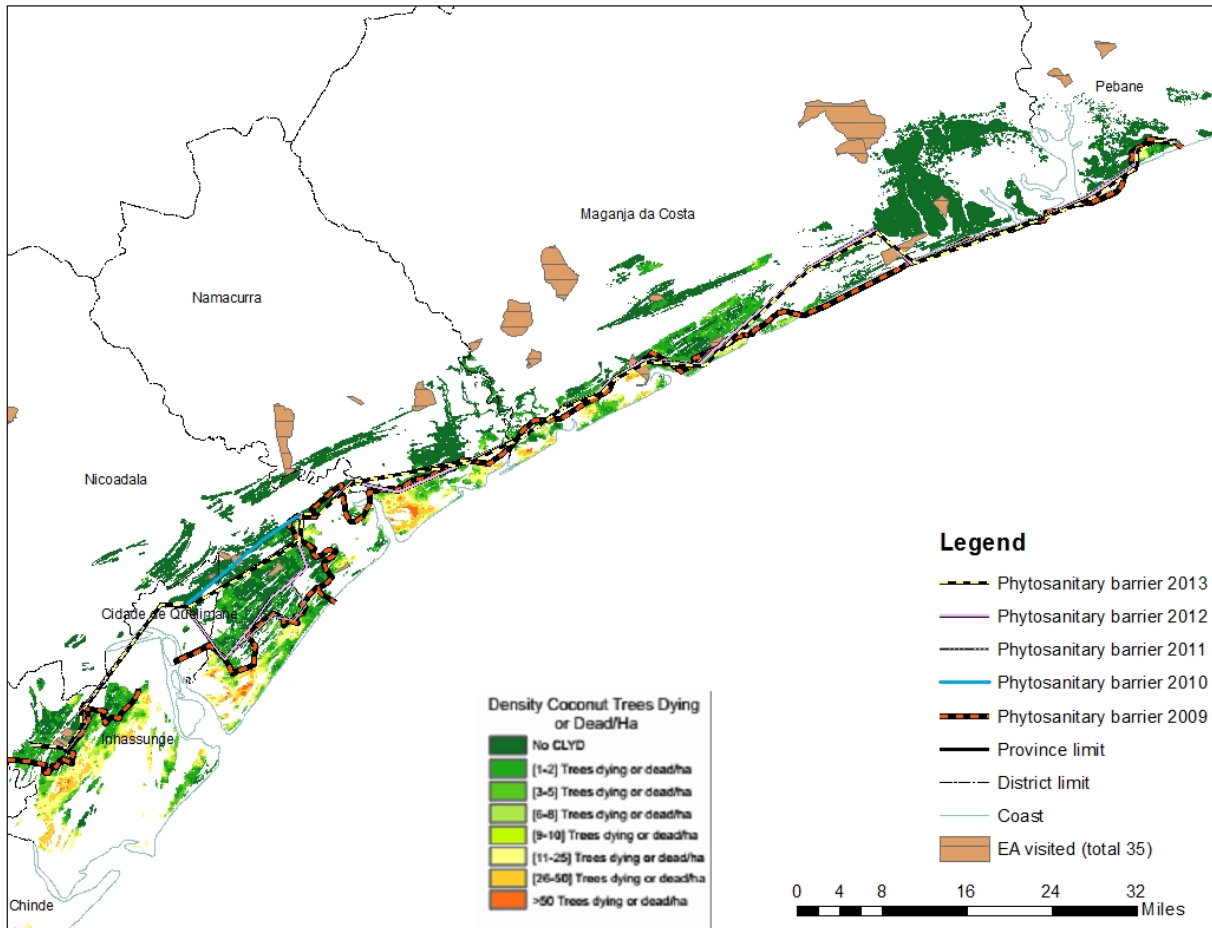 Pebane
Maganja da Costa
Namacurra
Nicoadala
Cidade de Quelimane
Inhassunge
Chinde
Legend
Phytosanitary barrier 2013
Phytosanitary barrier 2012
Phytosanitary barrier 2011
Phytosanitary barrier 2010
Phytosanitary barrier 2009
Province limit
District limit
Coast
EA visited (total 35)
0 4 8 16 24 32
Miles
Density Coconut Trees Dying
or Dead/Ha
No CLYD
[1-2] Trees dying or dead/ha
[3-5] Trees dying or dead/ha
[6-8] Trees dying or dead/ha
[9-10] Trees dying or dead/ha
[11-25] Trees dying or dead/ha
[26-50] Trees dying or dead/ha
>50 Trees dying or dead/ha